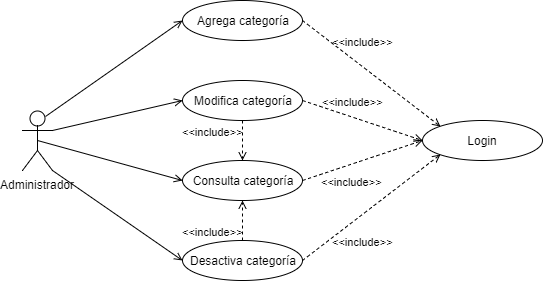 Agrega categoría
<<include>>
Modifica categoría
<<include>>
<<include>>
Login
Administrador
Consulta categoría
<<include>>
<<include>>
<<include>>
Desactiva categoría